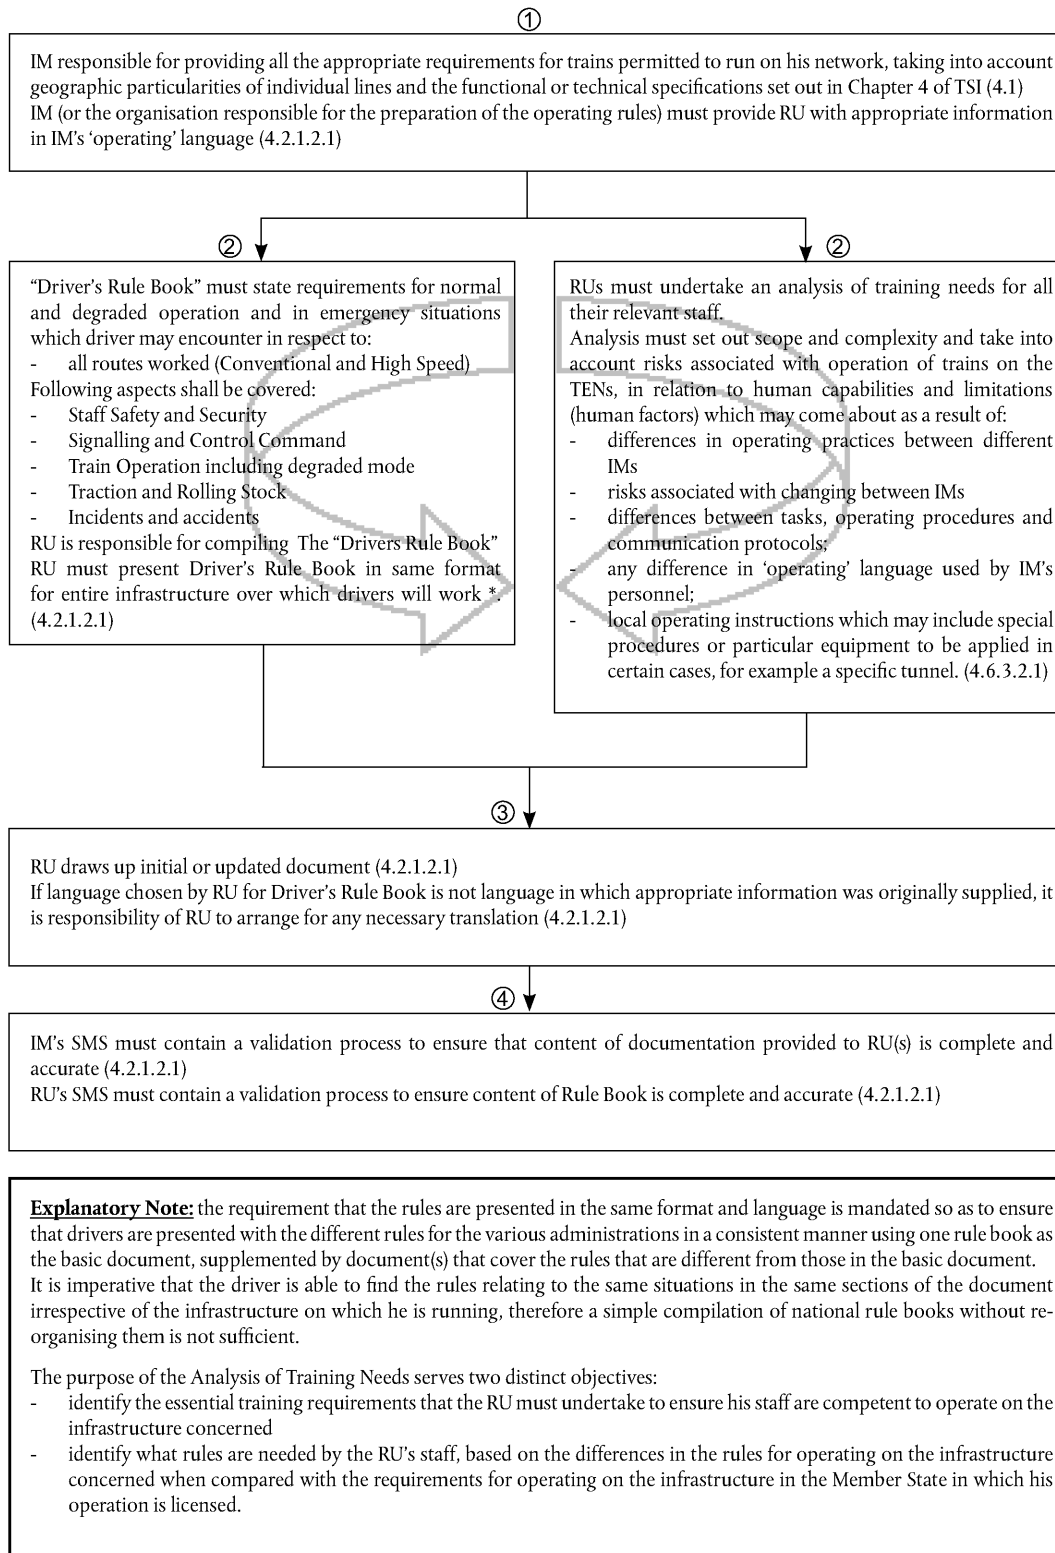 ①
IM responsible for providing all the appropriate requirements for trains permitted to run on his network, taking into account
geographic particularities of individual lines and the functional or technical specifications set out in Chapter 4 of TSI (4.1)
IM (or the organisation responsible for the preparation of the operating rules) must provide RU with appropriate information
in IM's ‘operating’ language (4.2.1.2.1)
②
“Driver's Rule Book” must state requirements for normal
and degraded operation and in emergency situations
which driver may encounter in respect to:
- all routes worked (Conventional and High Speed)
Following aspects shall be covered:
- Staff Safety and Security
- Signalling and Control Command
- Train Operation including degraded mode
- Traction and Rolling Stock
- Incidents and accidents
RU is responsible for compiling The “Drivers Rule Book”
RU must present Driver's Rule Book in same format
for entire infrastructure over which drivers will work *.
(4.2.1.2.1)
②
RUs must undertake an analysis of training needs for all
their relevant staff.
Analysis must set out scope and complexity and take into
account risks associated with operation of trains on the
TENs, in relation to human capabilities and limitations
(human factors) which may come about as a result of:
- differences in operating practices between different
IMs
- risks associated with changing between IMs
- differences between tasks, operating procedures and
communication protocols;
- any difference in ‘operating’ language used by IM's
personnel;
- local operating instructions which may include special
procedures or particular equipment to be applied in
certain cases, for example a specific tunnel. (4.6.3.2.1)
③
RU draws up initial or updated document (4.2.1.2.1)
If language chosen by RU for Driver's Rule Book is not language in which appropriate information was originally supplied, it
is responsibility of RU to arrange for any necessary translation (4.2.1.2.1)
④
IM's SMS must contain a validation process to ensure that content of documentation provided to RU(s) is complete and
accurate (4.2.1.2.1)
RU's SMS must contain a validation process to ensure content of Rule Book is complete and accurate (4.2.1.2.1)
Explanatory Note: the requirement that the rules are presented in the same format and language is mandated so as to ensure
that drivers are presented with the different rules for the various administrations in a consistent manner using one rule book as
the basic document, supplemented by document(s) that cover the rules that are different from those in the basic document.
It is imperative that the driver is able to find the rules relating to the same situations in the same sections of the document
irrespective of the infrastructure on which he is running, therefore a simple compilation of national rule books without re-
organising them is not sufficient.
The purpose of the Analysis of Training Needs serves two distinct objectives:
- identify the essential training requirements that the RU must undertake to ensure his staff are competent to operate on the
infrastructure concerned
- identify what rules are needed by the RU's staff, based on the differences in the rules for operating on the infrastructure
concerned when compared with the requirements for operating on the infrastructure in the Member State in which his
operation is licensed.